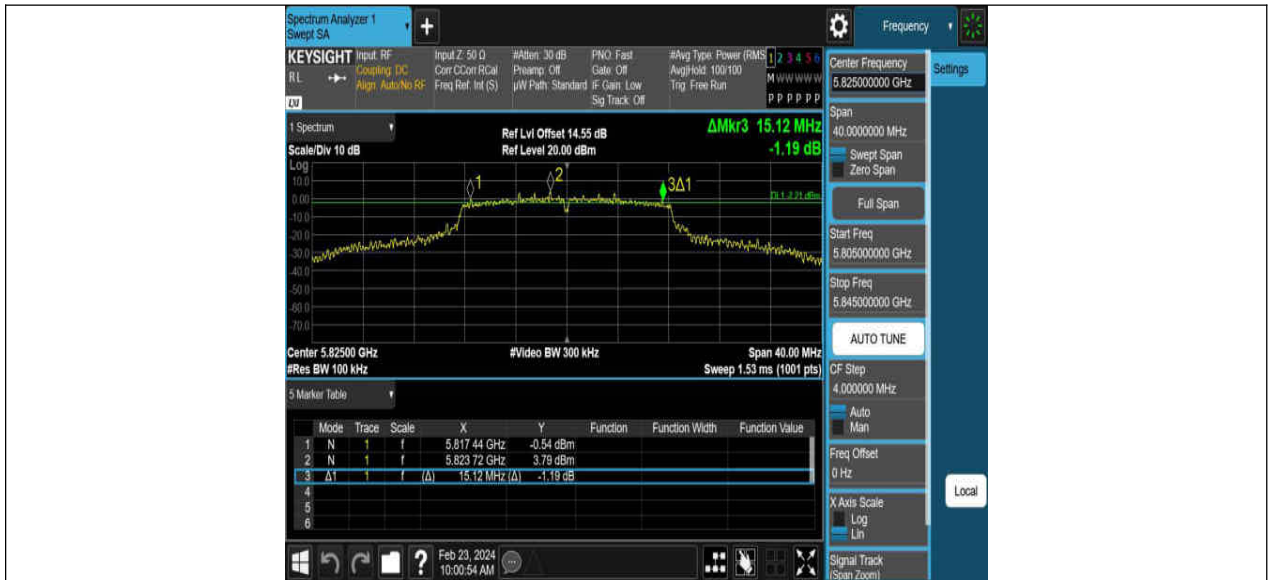 Spectrum Analyzer 1
Swept SA
+
Frequency
KEYSIGHT
RL
Input: RF
Coupling: DC
Align: Auto/No RF
Input Z: 50 Ω
Corr CCorr RCal
Freq Ref: Int (S)
#Atten: 30 dB
Preamp: Off
µW Path: Standard
PNO: Fast
Gate: Off
IF Gain: Low
Sig Track: Off
#Avg Type: Power (RMS
Avg|Hold: 100/100
Trig: Free Run
1 2 3 4 5 6
M W W W W W
P P P P P P
Center Frequency
5.825000000 GHz
Settings
1 Spectrum
Scale/Div 10 dB
Ref Lvl Offset 14.55 dB
Ref Level 20.00 dBm
ΔMkr3 15.12 MHz
-1.19 dB
Log
10.0
0.00
-10.0
-20.0
-30.0
-40.0
-50.0
-60.0
-70.0
1
2
3Δ1
DL1 -2.21 dBm
Center 5.82500 GHz
#Res BW 100 kHz
#Video BW 300 kHz
Span 40.00 MHz
Sweep 1.53 ms (1001 pts)
Span
40.0000000 MHz
Swept Span
Zero Span
Full Span
Start Freq
5.805000000 GHz
Stop Freq
5.845000000 GHz
AUTO TUNE
CF Step
4.000000 MHz
Auto
Man
Freq Offset
0 Hz
X Axis Scale
Log
Lin
Signal Track
(Span Zoom)
Local
5 Marker Table
Mode Trace Scale X Y Function Function Width Function Value
1 N 1 f 5.817 44 GHz -0.54 dBm
2 N 1 f 5.823 72 GHz 3.79 dBm
3 Δ1 1 f (Δ) 15.12 MHz (Δ) -1.19 dB
4
5
6
?
Feb 23, 2024
10:00:54 AM